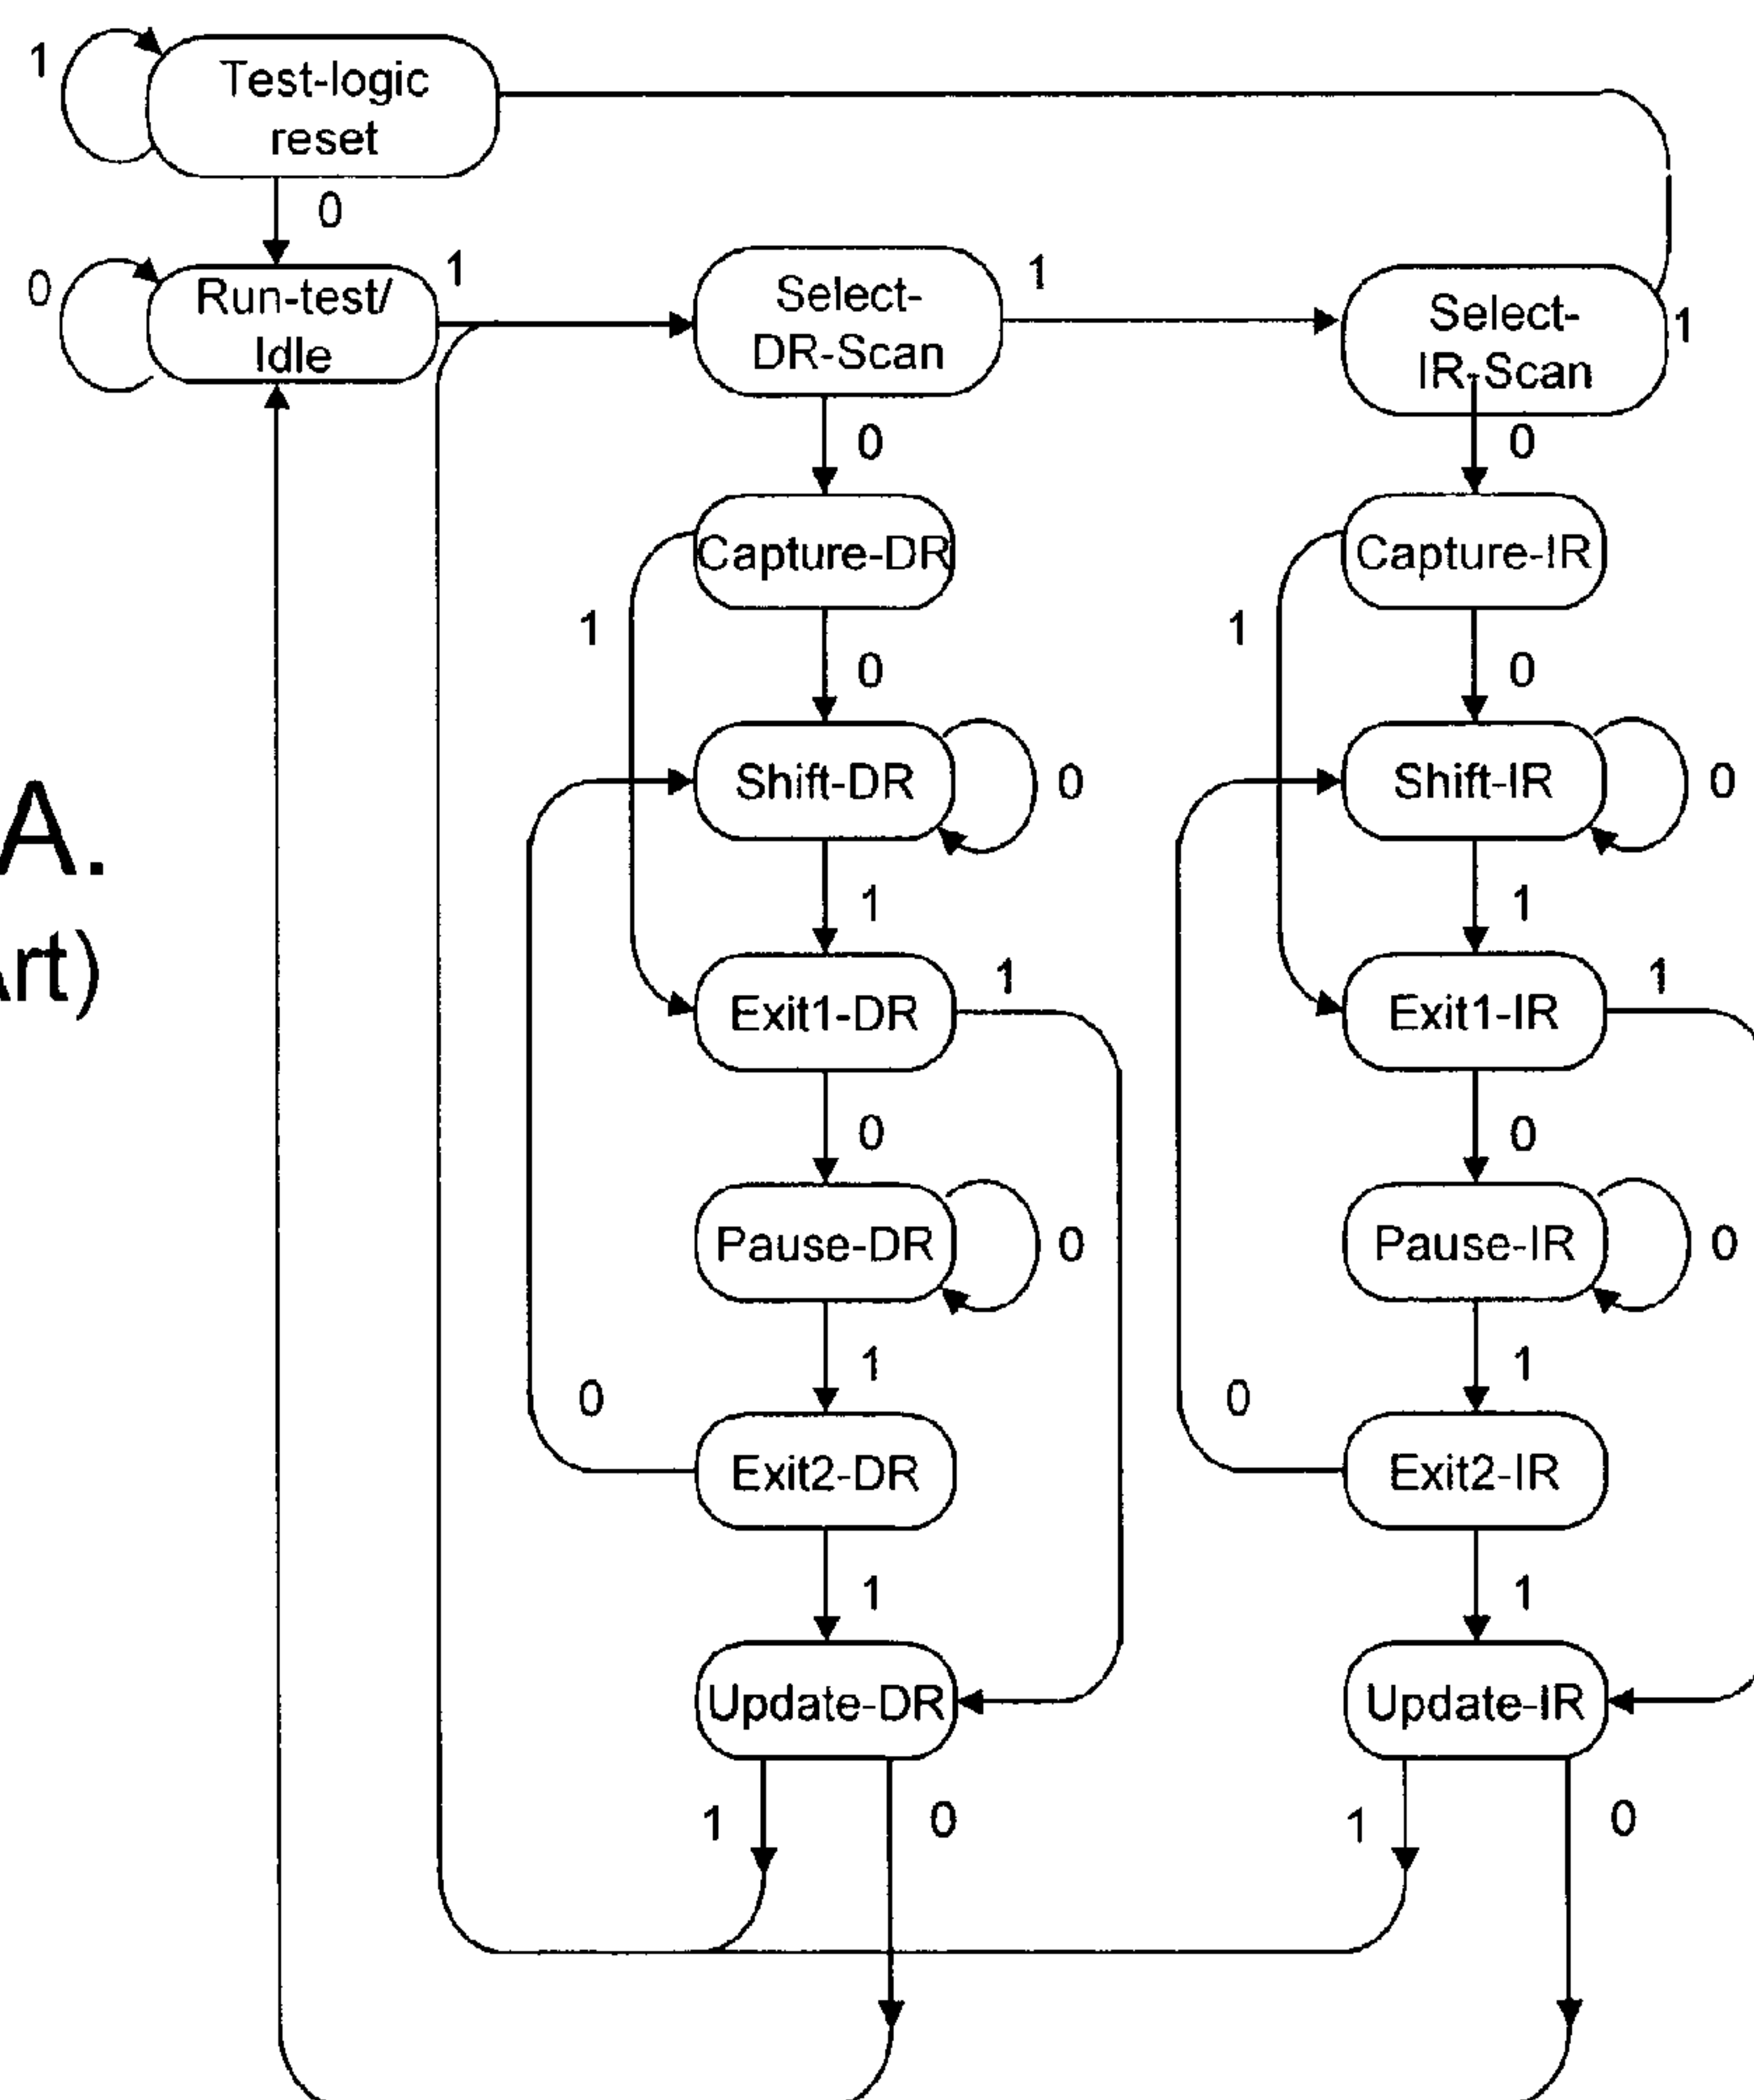 1
Test-logic
reset
0
0
Run-test/
Idle
1
Select-
DR-Scan
1
Select-
IR-Scan
1
0
0
Capture-DR
Capture-IR
1
0
1
0
Shift-DR
0
Shift-IR
0
A.
Art)
1
1
Exit1-DR
1
Exit1-IR
1
0
0
Pause-DR
0
Pause-IR
0
1
1
0
0
Exit2-DR
Exit2-IR
1
1
Update-DR
Update-IR
1
0
1
0